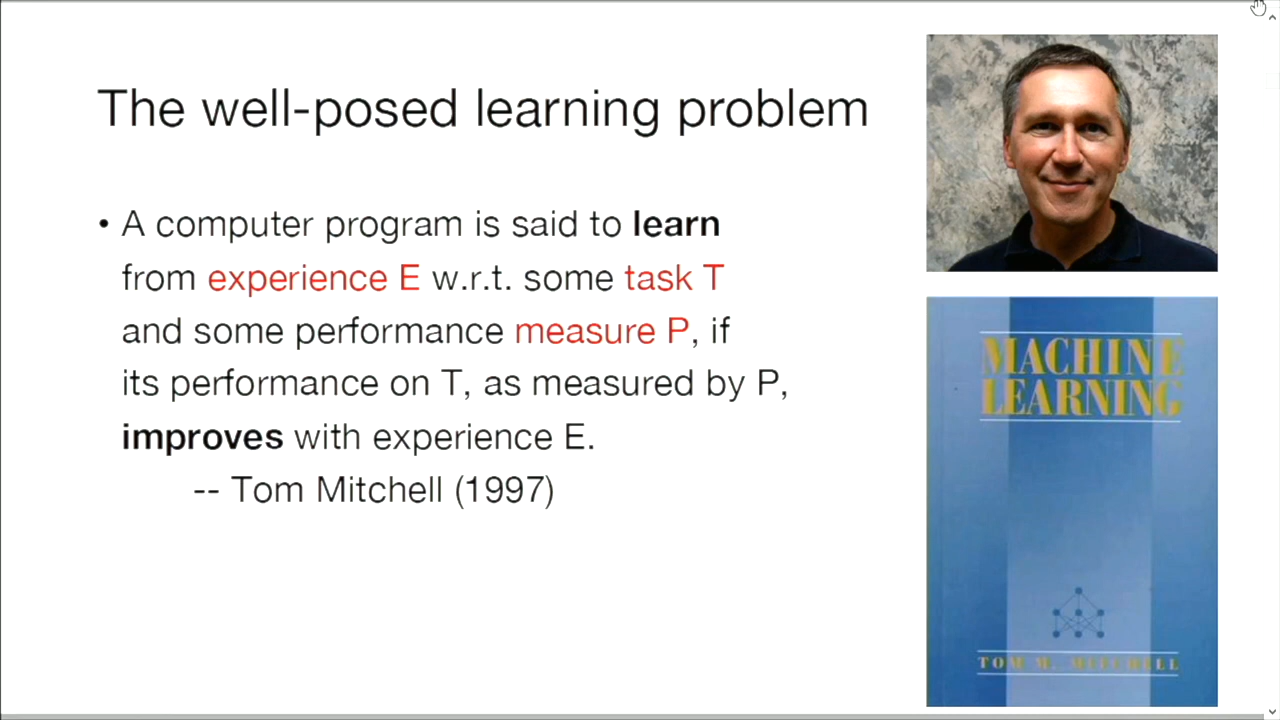 The well-posed learning problem
• A computer program is said to learn
from experience E w.r.t. some task T
and some performance measure P, if
its performance on T, as measured by P,
improves with experience E.
-- Tom Mitchell (1997)
MACHINE
LEARNING
TOM M. MITCHELL